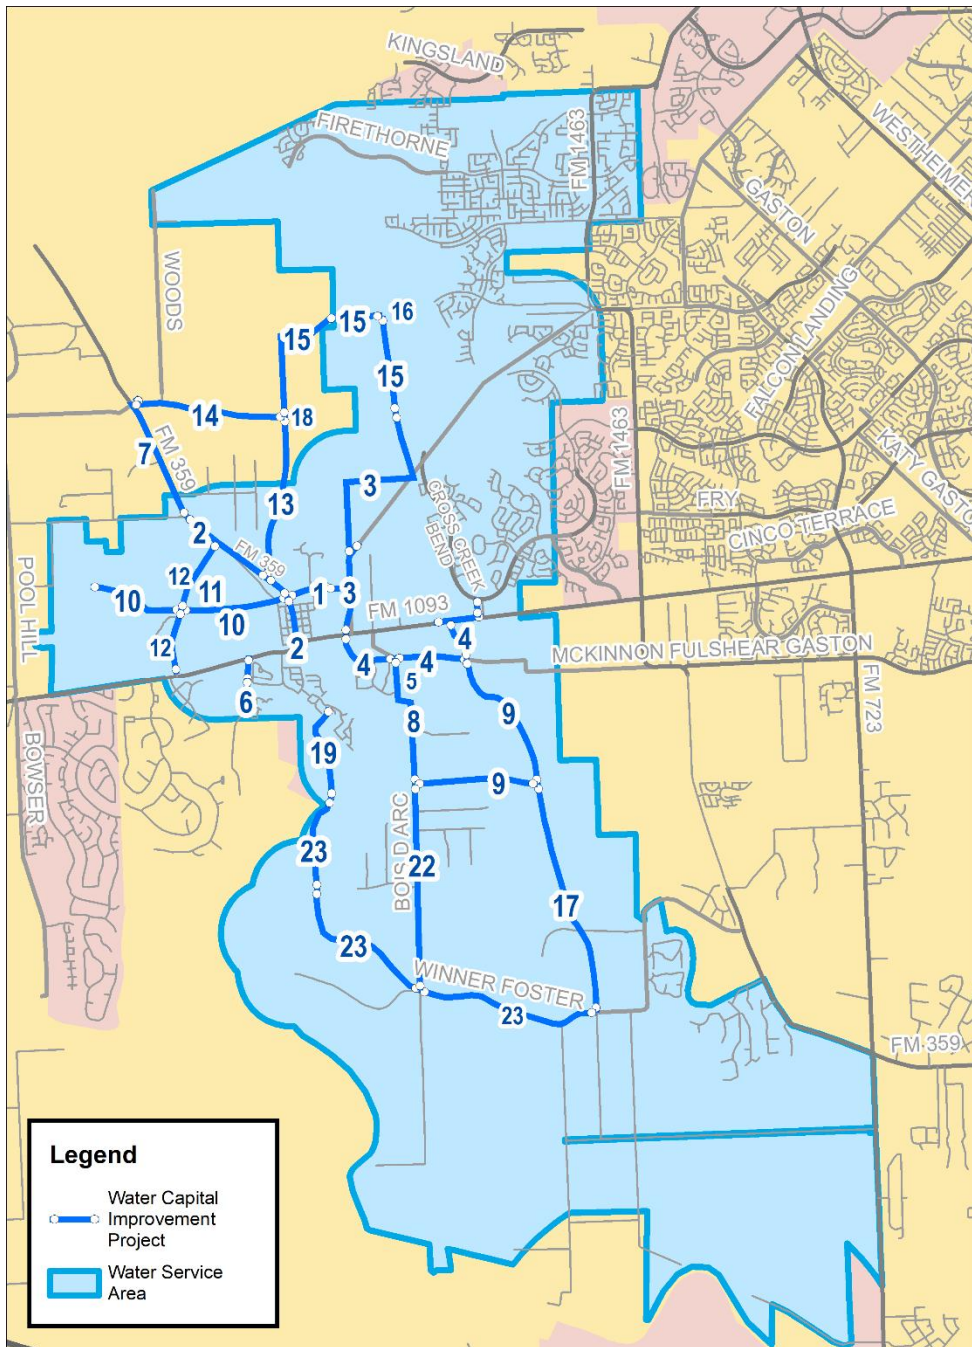 KINGSLAND
FIRETHORNE
FM 1463
WESTHEIMER
GASTON
WOODS
FALCON LANDING
15
15
16
15
14
18
7
FM 359
FM 1463
KATY GASTO
3
FRY
CINCO TERRACE
13
CROSS CREEK
BEND
2
FM 359
POOL HILL
12
11
10
10
1
3
FM 1093
2
12
4
4
4
5
MCKINNON FULSHEAR GASTON
6
FM 723
8
9
19
9
BOWSER
BOIS D ARC
23
22
17
23
WINNER FOSTER
23
FM 359
Legend
Water Capital
Improvement
Project
Water Service
Area